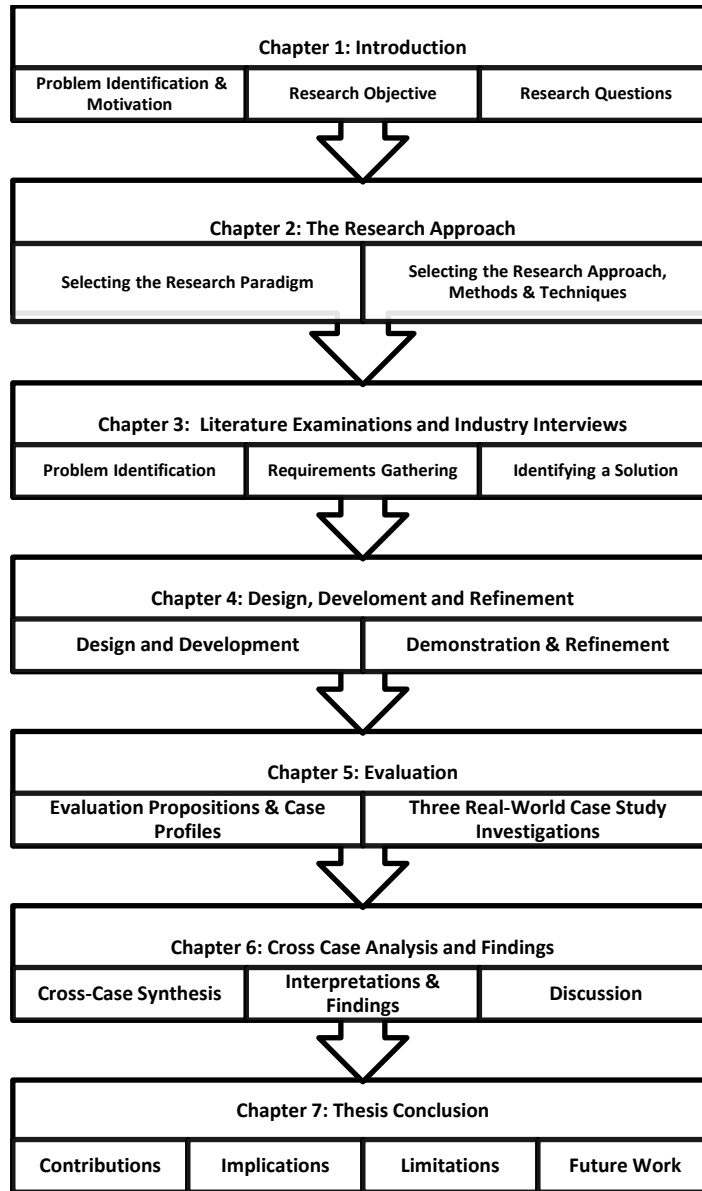 Chapter 1: Introduction
Problem Identification &
Motivation
Research Objective
Research Questions
Chapter 2: The Research Approach
Selecting the Research Paradigm
Selecting the Research Approach,
Methods & Techniques
Chapter 3: Literature Examinations and Industry Interviews
Problem Identification
Requirements Gathering
Identifying a Solution
Chapter 4: Design, Develoment and Refinement
Design and Development
Demonstration & Refinement
Chapter 5: Evaluation
Evaluation Propositions & Case
Profiles
Three Real-World Case Study
Investigations
Chapter 6: Cross Case Analysis and Findings
Cross-Case Synthesis
Interpretations &
Findings
Discussion
Chapter 7: Thesis Conclusion
Contributions
Implications
Limitations
Future Work